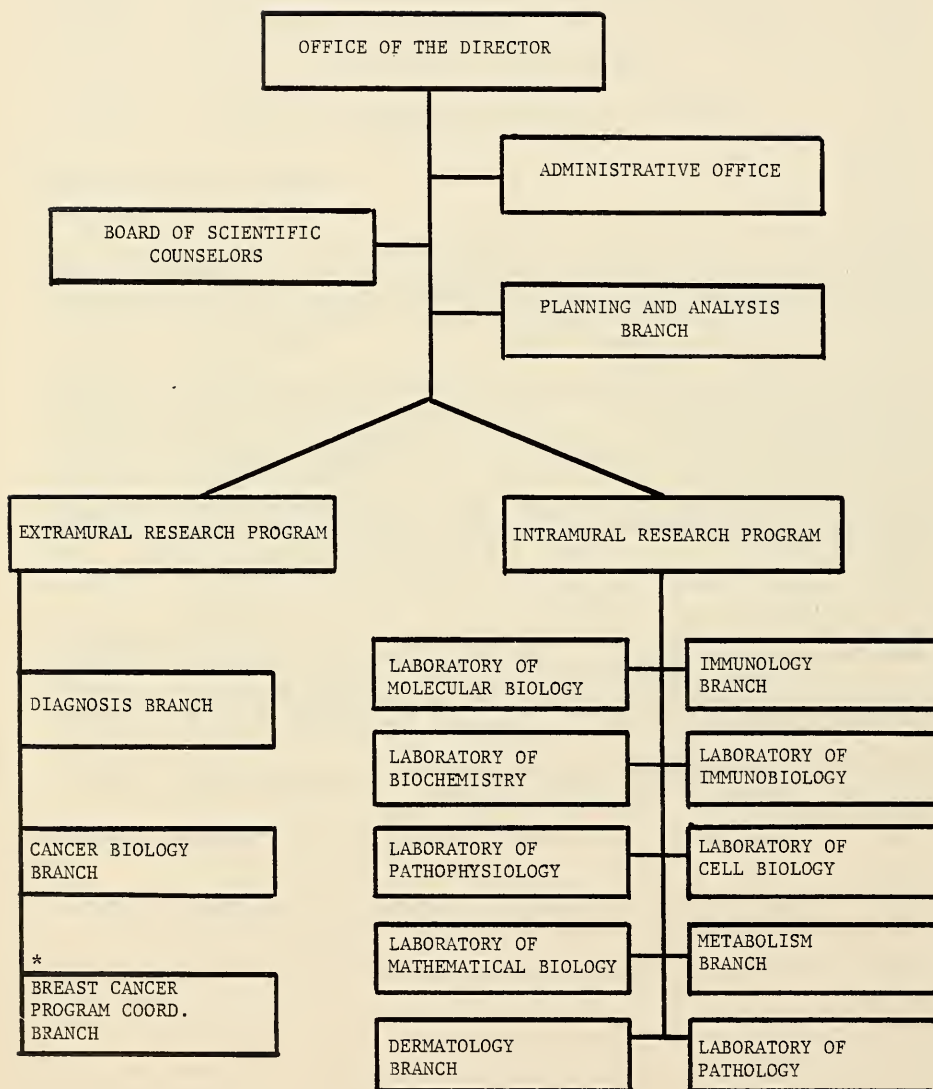 OFFICE OF THE DIRECTOR
ADMINISTRATIVE OFFICE
BOARD OF SCIENTIFIC
COUNSELORS
PLANNING AND ANALYSIS
BRANCH
EXTRAMURAL RESEARCH PROGRAM
INTRAMURAL RESEARCH PROGRAM
DIAGNOSIS BRANCH
CANCER BIOLOGY
BRANCH
*
BREAST CANCER
PROGRAM COORD.
BRANCH
LABORATORY OF
MOLECULAR BIOLOGY
IMMUNOLOGY
BRANCH
LABORATORY OF
BIOCHEMISTRY
LABORATORY OF
IMMUNOBIOLOGY
LABORATORY OF
PATHOPHYSIOLOGY
LABORATORY OF
CELL BIOLOGY
LABORATORY OF
MATHEMATICAL BIOLOGY
METABOLISM
BRANCH
DERMATOLOGY
BRANCH
LABORATORY OF
PATHOLOGY